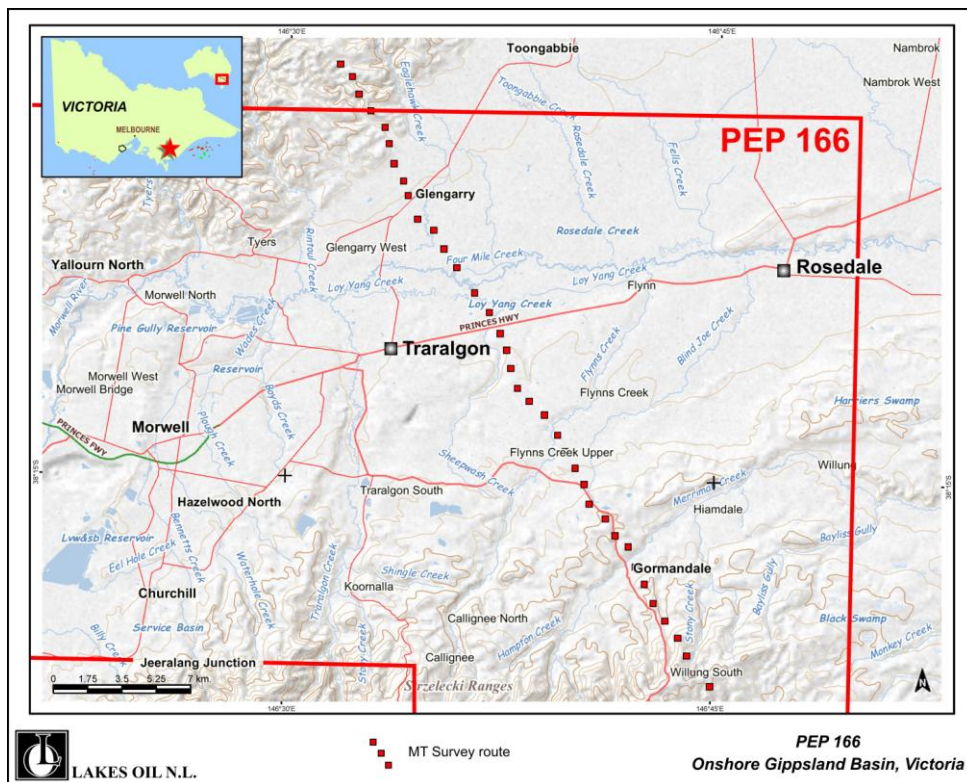 146°30'
146°45'
Toongabbie
Nambrok
Nambrok West
VICTORIA
MELBOURNE
Eaglehawk Creek
Toongabbie Creek
Rosedale Creek
Fells Creek
PEP 166
Tyers
Glengarry
Rosedale Creek
Tyers
Rintoul Creek
Glengarry West
Four Mile Creek
Yallourn North
Loy Yang Creek
Loy Yang Creek
Rosedale
Flynn
Morwell River
Morwell North
Loy Yang Creek
Pine Gully Reservoir
Wades Creek
PRINCES HWY
Traralgon
Flynns Creek
Blind Joe Creek
Reservoir
Morwell West
Morwell Bridge
Boyds Creek
Flynns Creek
Harriers Swamp
PRINCES FWY
Morwell
Plough Creek
Flynns Creek Upper
38°15'
Sheepwash Creek
Willung
38°15'
Traralgon South
Merriman Creek
Hazelwood North
Hiamdale
Bennetts Creek
Bayliss Gully
Eel Hole Creek
Waterhole Creek
Traralgon Creek
Shingle Creek
Gormandale
Koornalla
Bayliss Gully
Churchill
Stony Creek
Callignee North
Black Swamp
Billy Creek
Service Basin
Stony Creek
Hampton Creek
Monkey Creek
Jeeralang Junction
Callignee
Willung South
0 1.75 3.5 5.25 7 km.
Strzelecki Ranges
N
146°30'
146°45'
LAKES OIL N.L.
MT Survey route
PEP 166
Onshore Gippsland Basin, Victoria